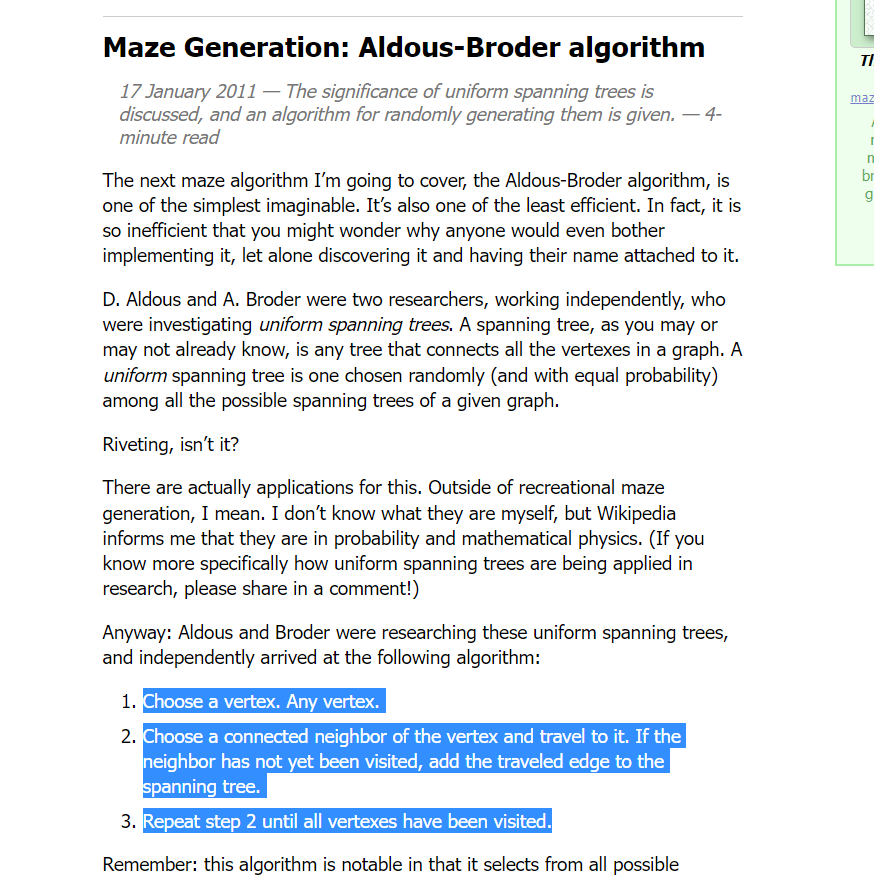 Maze Generation: Aldous-Broder algorithm
17 January 2011 — The significance of uniform spanning trees is
discussed, and an algorithm for randomly generating them is given. — 4-
minute read
The next maze algorithm I’m going to cover, the Aldous-Broder algorithm, is
one of the simplest imaginable. It’s also one of the least efficient. In fact, it is
so inefficient that you might wonder why anyone would even bother
implementing it, let alone discovering it and having their name attached to it.
D. Aldous and A. Broder were two researchers, working independently, who
were investigating uniform spanning trees. A spanning tree, as you may or
may not already know, is any tree that connects all the vertexes in a graph. A
uniform spanning tree is one chosen randomly (and with equal probability)
among all the possible spanning trees of a given graph.
Riveting, isn’t it?
There are actually applications for this. Outside of recreational maze
generation, I mean. I don’t know what they are myself, but Wikipedia
informs me that they are in probability and mathematical physics. (If you
know more specifically how uniform spanning trees are being applied in
research, please share in a comment!)
Anyway: Aldous and Broder were researching these uniform spanning trees,
and independently arrived at the following algorithm:
1. Choose a vertex. Any vertex.
2. Choose a connected neighbor of the vertex and travel to it. If the
neighbor has not yet been visited, add the traveled edge to the
spanning tree.
3. Repeat step 2 until all vertexes have been visited.
Remember: this algorithm is notable in that it selects from all possible
maz
br
g